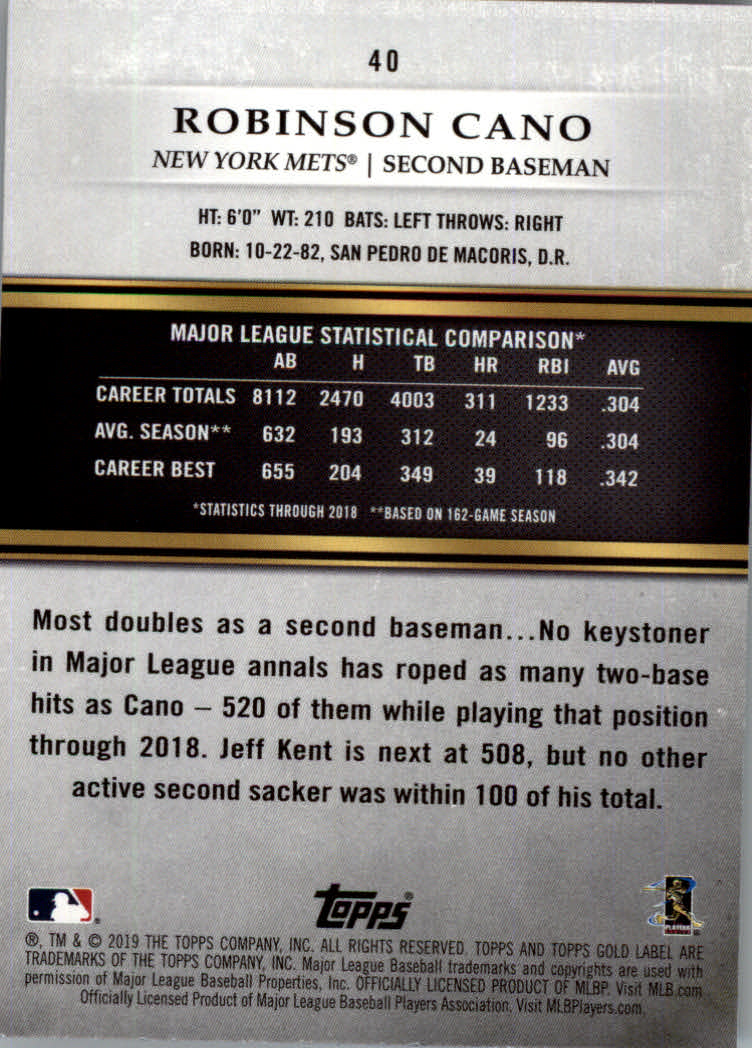 40
ROBINSON CANO
NEW YORK METS® | SECOND BASEMAN
HT: 6'0" WT: 210 BATS: LEFT THROWS: RIGHT
BORN: 10-22-82, SAN PEDRO DE MACORIS, D.R.
MAJOR LEAGUE STATISTICAL COMPARISON*
AB H TB HR RBI AVG
CAREER TOTALS 8112 2470 4003 311 1233 .304
AVG. SEASON** 632 193 312 24 96 .304
CAREER BEST 655 204 349 39 118 .342
*STATISTICS THROUGH 2018 **BASED ON 162-GAME SEASON
Most doubles as a second baseman...No keystoner
in Major League annals has roped as many two-base
hits as Cano – 520 of them while playing that position
through 2018. Jeff Kent is next at 508, but no other
active second sacker was within 100 of his total.
® Topps® PLAYERS
®, TM & © 2019 THE TOPPS COMPANY, INC. ALL RIGHTS RESERVED. TOPPS AND TOPPS GOLD LABEL ARE
TRADEMARKS OF THE TOPPS COMPANY, INC. Major League Baseball trademarks and copyrights are used with
permission of Major League Baseball Properties, Inc. OFFICIALLY LICENSED PRODUCT OF MLBP. Visit MLB.com
Officially Licensed Product of Major League Baseball Players Association. Visit MLBPlayers.com.